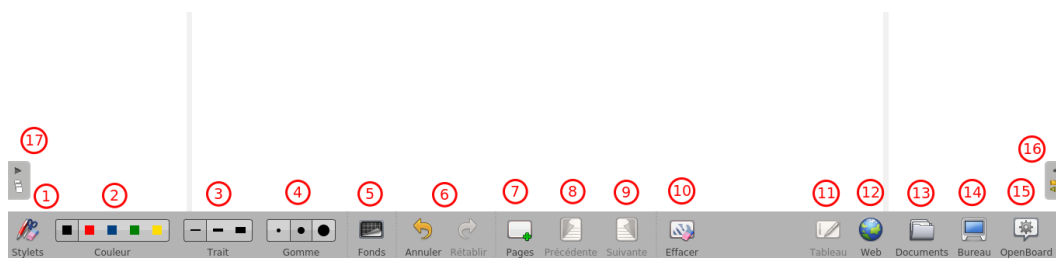 17
16
1 2 3 4 5 6 7 8 9 10 11 12 13 14 15
Stylets Couleur Trait Gomme Fonds Annuler Rétablir Pages Précédente Suivante Effacer Tableau Web Documents Bureau OpenBoard